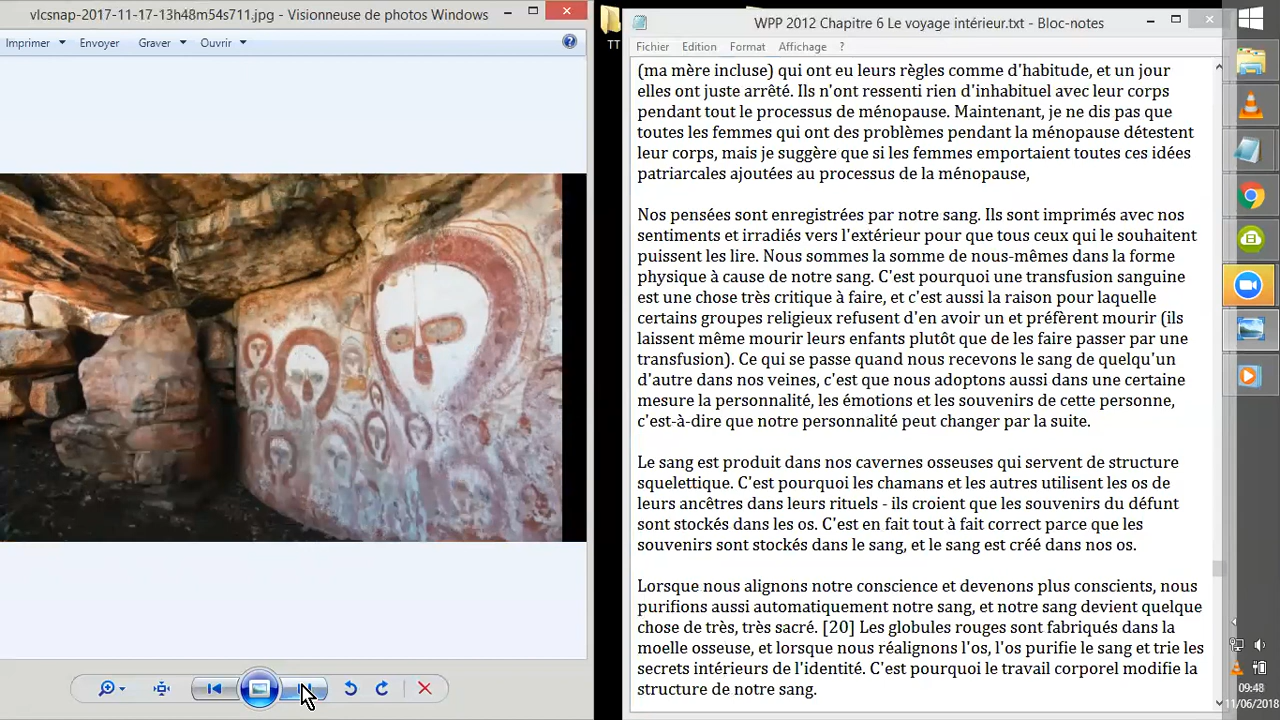 vlcsnap-2017-11-17-13h48m54s711.jpg - Visionneuse de photos Windows
Imprimer
Envoyer
Graver
Ouvrir
?
TT
WPP 2012 Chapitre 6 Le voyage intérieur.txt - Bloc-notes
Fichier Edition Format Affichage ?
(ma mère incluse) qui ont eu leurs règles comme d'habitude, et un jour
elles ont juste arrêté. Ils n'ont ressenti rien d'inhabituel avec leur corps
pendant tout le processus de ménopause. Maintenant, je ne dis pas que
toutes les femmes qui ont des problèmes pendant la ménopause détestent
leur corps, mais je suggère que si les femmes emportaient toutes ces idées
patriarcales ajoutées au processus de la ménopause,
Nos pensées sont enregistrées par notre sang. Ils sont imprimés avec nos
sentiments et irradiés vers l'extérieur pour que tous ceux qui le souhaitent
puissent les lire. Nous sommes la somme de nous-mêmes dans la forme
physique à cause de notre sang. C'est pourquoi une transfusion sanguine
est une chose très critique à faire, et c'est aussi la raison pour laquelle
certains groupes religieux refusent d'en avoir un et préfèrent mourir (ils
laissent même mourir leurs enfants plutôt que de les faire passer par une
transfusion). Ce qui se passe quand nous recevons le sang de quelqu'un
d'autre dans nos veines, c'est que nous adoptons aussi dans une certaine
mesure la personnalité, les émotions et les souvenirs de cette personne,
c'est-à-dire que notre personnalité peut changer par la suite.
Le sang est produit dans nos cavernes osseuses qui servent de structure
squelettique. C'est pourquoi les chamans et les autres utilisent les os de
leurs ancêtres dans leurs rituels - ils croient que les souvenirs du défunt
sont stockés dans les os. C'est en fait tout à fait correct parce que les
souvenirs sont stockés dans le sang, et le sang est créé dans nos os.
Lorsque nous alignons notre conscience et devenons plus conscients, nous
purifions aussi automatiquement notre sang, et notre sang devient quelque
chose de très, très sacré. [20] Les globules rouges sont fabriqués dans la
moelle osseuse, et lorsque nous réalignons l'os, l'os purifie le sang et trie les
secrets intérieurs de l'identité. C'est pourquoi le travail corporel modifie la
structure de notre sang.
09:48
11/06/2018